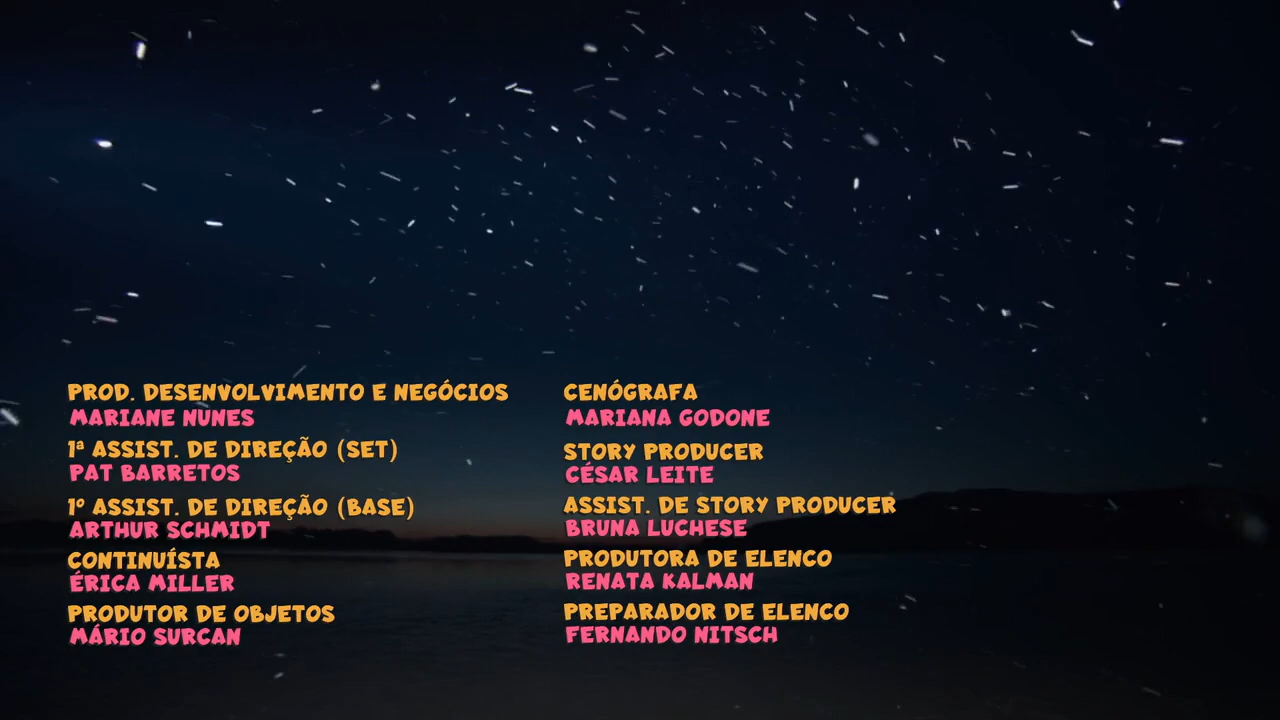 PROD. DESENVOLVIMENTO E NEGÓCIOS
MARIANE NUNES
1ª ASSIST. DE DIREÇÃO (SET)
PAT BARRETOS
1º ASSIST. DE DIREÇÃO (BASE)
ARTHUR SCHMIDT
CONTINUÍSTA
ÉRICA MILLER
PRODUTOR DE OBJETOS
MÁRIO SURCAN
CENÓGRAFA
MARIANA GODONE
STORY PRODUCER
CÉSAR LEITE
ASSIST. DE STORY PRODUCER
BRUNA LUCHESE
PRODUTORA DE ELENCO
RENATA KALMAN
PREPARADOR DE ELENCO
FERNANDO NITSCH